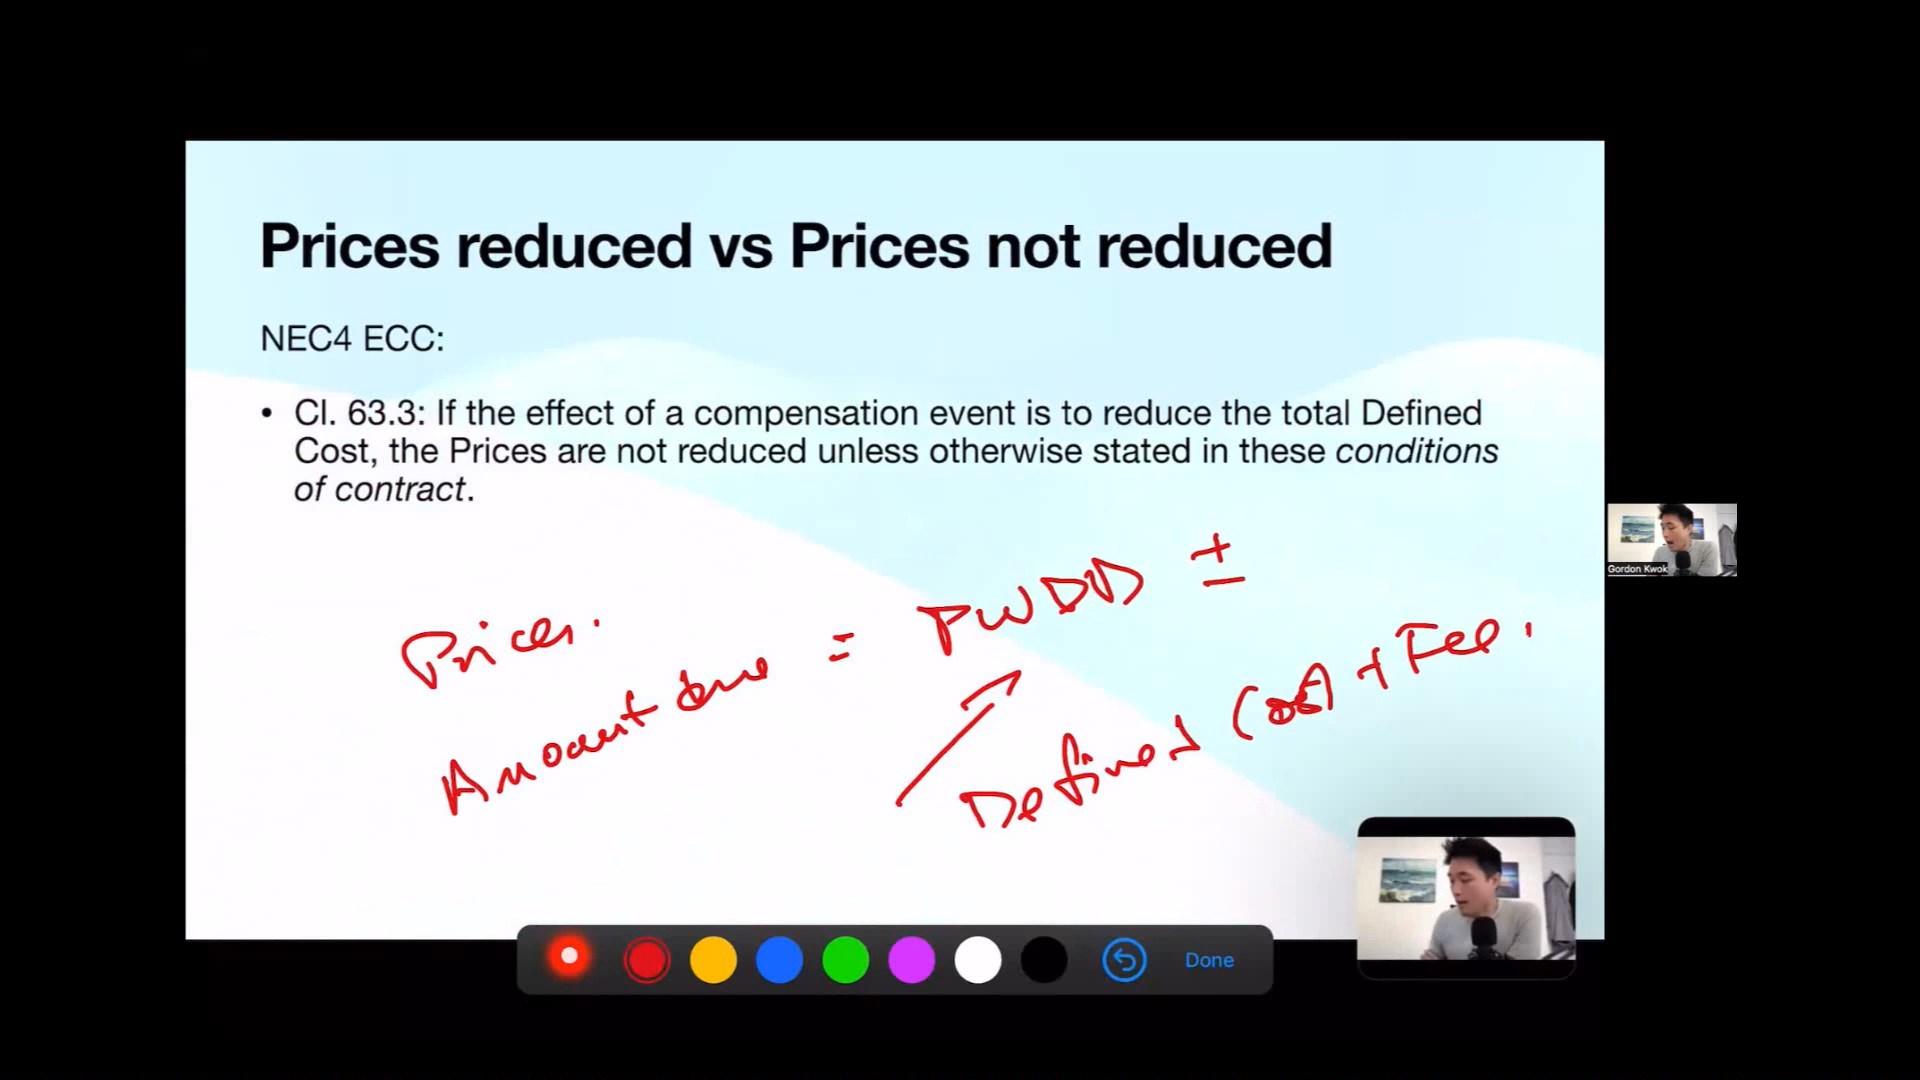 Prices reduced vs Prices not reduced
NEC4 ECC:
• Cl. 63.3: If the effect of a compensation event is to reduce the total Defined
Cost, the Prices are not reduced unless otherwise stated in these conditions
of contract.
Prices.
Amount due = PWDD ±
Defined Cost + Fee.
Gordon Kwok
Done